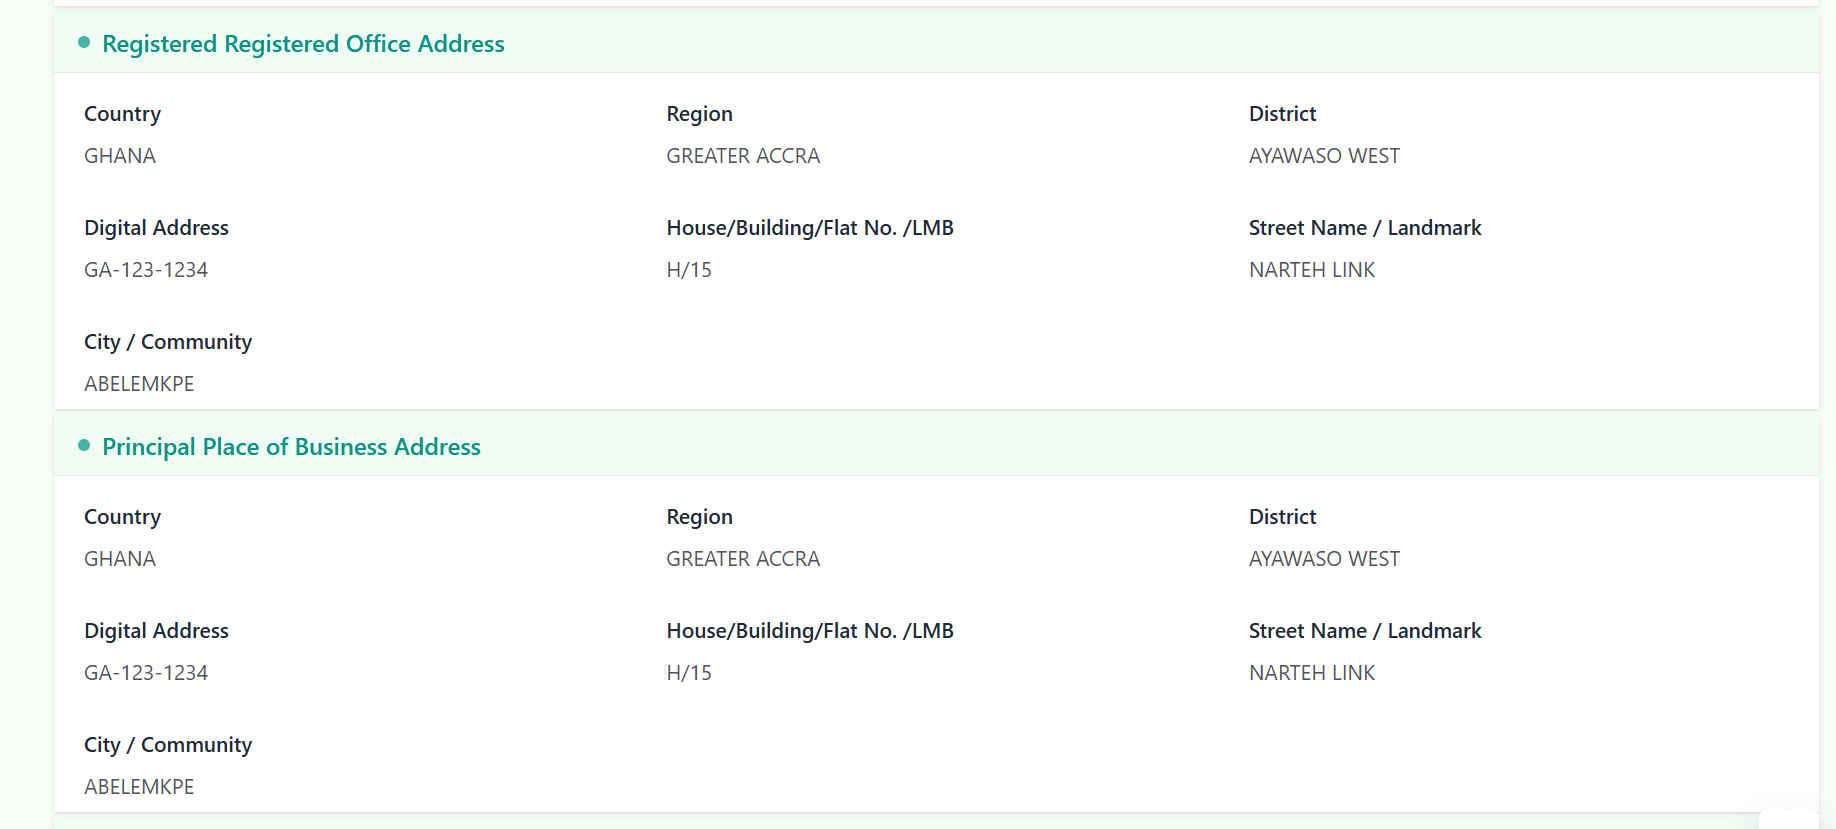 Registered Registered Office Address
Country Region District
GHANA GREATER ACCRA AYAWASO WEST
Digital Address House/Building/Flat No. /LMB Street Name / Landmark
GA-123-1234 H/15 NARTEH LINK
City / Community
ABELEMKPE
Principal Place of Business Address
Country Region District
GHANA GREATER ACCRA AYAWASO WEST
Digital Address House/Building/Flat No. /LMB Street Name / Landmark
GA-123-1234 H/15 NARTEH LINK
City / Community
ABELEMKPE